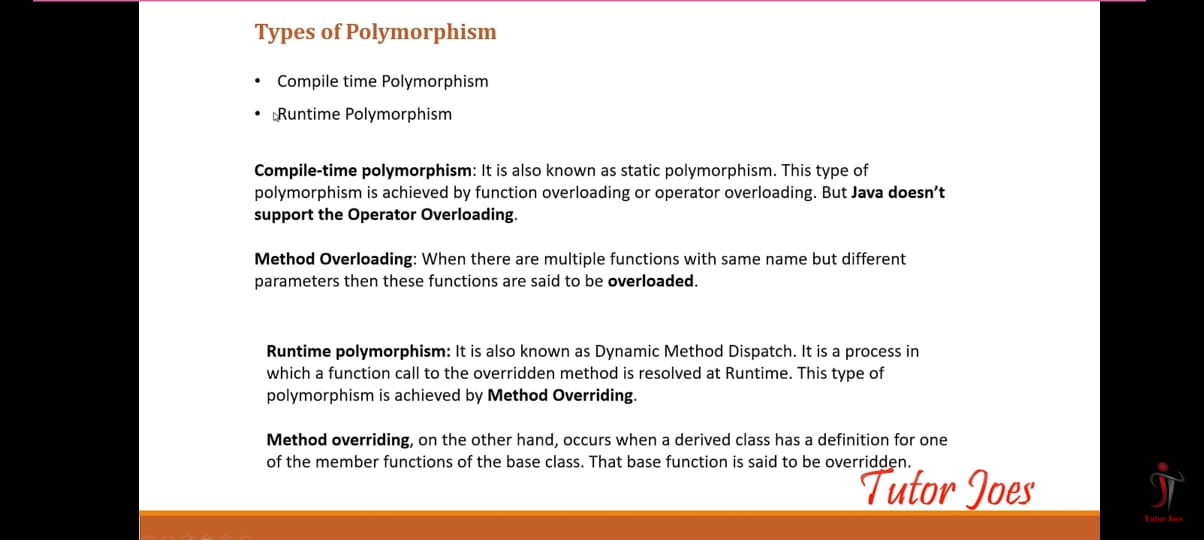 Types of Polymorphism
• Compile time Polymorphism
• Runtime Polymorphism
Compile-time polymorphism: It is also known as static polymorphism. This type of
polymorphism is achieved by function overloading or operator overloading. But Java doesn’t
support the Operator Overloading.
Method Overloading: When there are multiple functions with same name but different
parameters then these functions are said to be overloaded.
Runtime polymorphism: It is also known as Dynamic Method Dispatch. It is a process in
which a function call to the overridden method is resolved at Runtime. This type of
polymorphism is achieved by Method Overriding.
Method overriding, on the other hand, occurs when a derived class has a definition for one
of the member functions of the base class. That base function is said to be overridden.
Tutor Joes
Tutor Joes